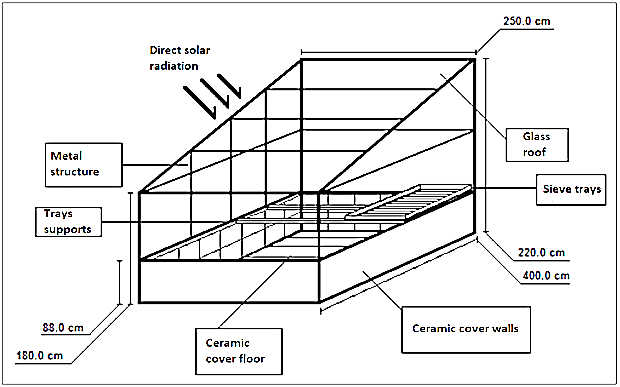 250.0 cm
Direct solar
radiation
Glass
roof
Metal
structure
Sieve trays
Trays
supports
220.0 cm
400.0 cm
88.0 cm
180.0 cm
Ceramic
cover floor
Ceramic cover walls